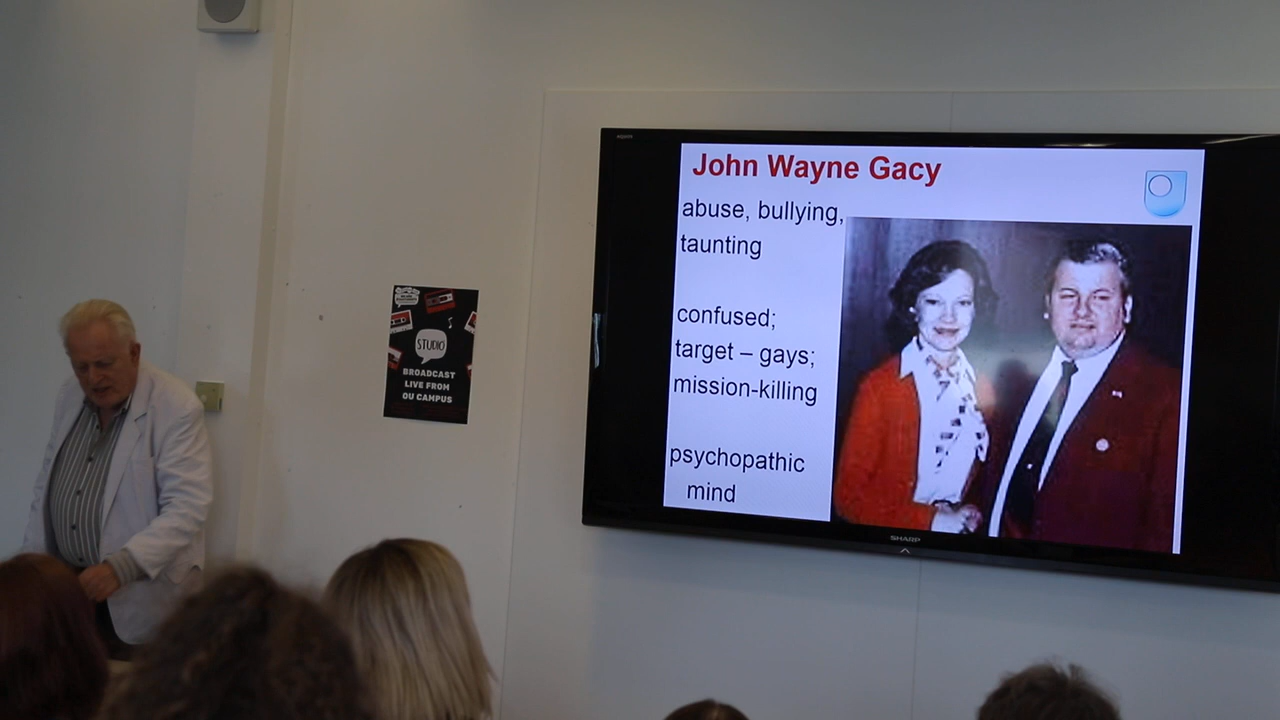 John Wayne Gacy
abuse, bullying,
taunting
confused;
target – gays;
mission-killing
psychopathic
mind
STUDIO
BROADCAST
LIVE FROM
OU CAMPUS
SHARP